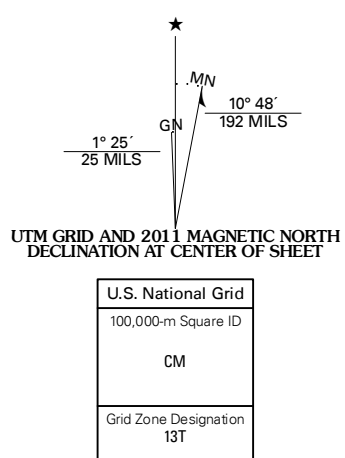 ★
MN
10° 48´
192 MILS
GN
1° 25´
25 MILS
UTM GRID AND 2011 MAGNETIC NORTH
DECLINATION AT CENTER OF SHEET
U.S. National Grid
100,000-m Square ID
CM
Grid Zone Designation
13T